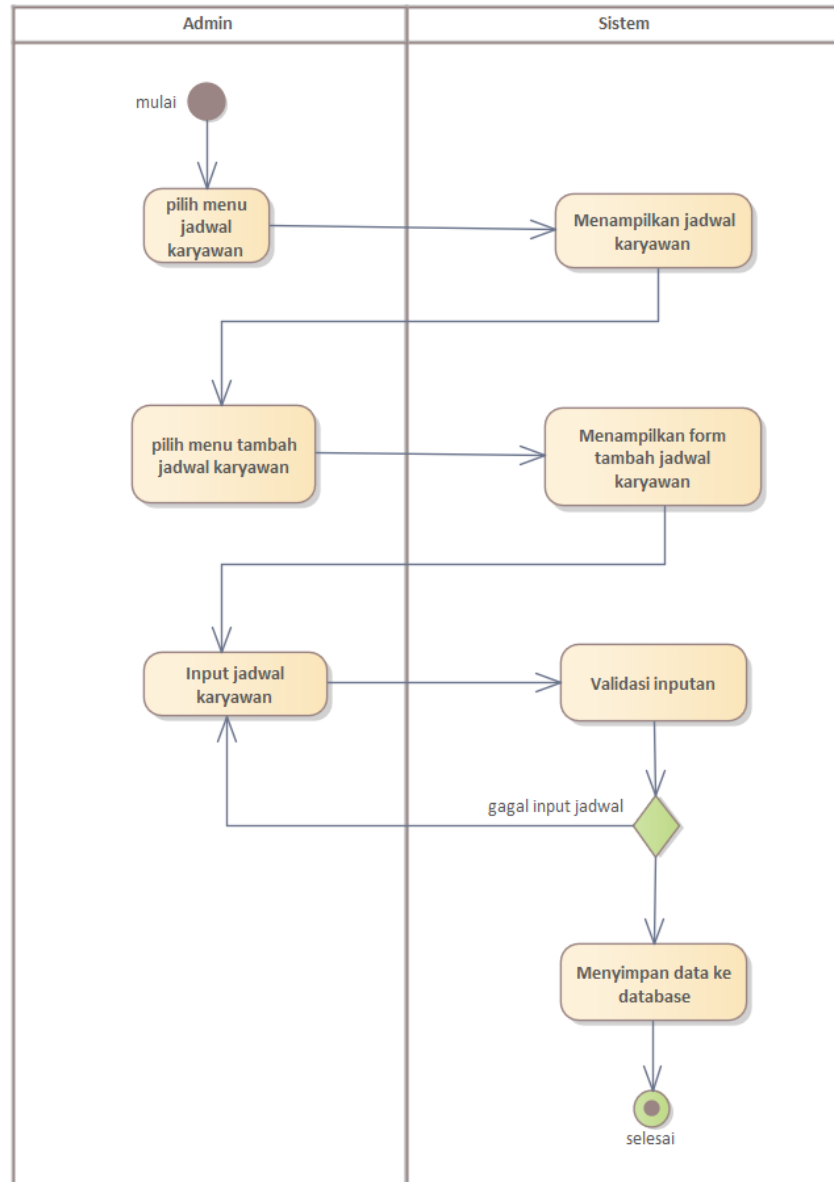 Admin
Sistem
mulai
pilih menu
jadwal
karyawan
Menampilkan jadwal
karyawan
pilih menu tambah
jadwal karyawan
Menampilkan form
tambah jadwal
karyawan
Input jadwal
karyawan
Validasi inputan
gagal input jadwal
Menyimpan data ke
database
selesai